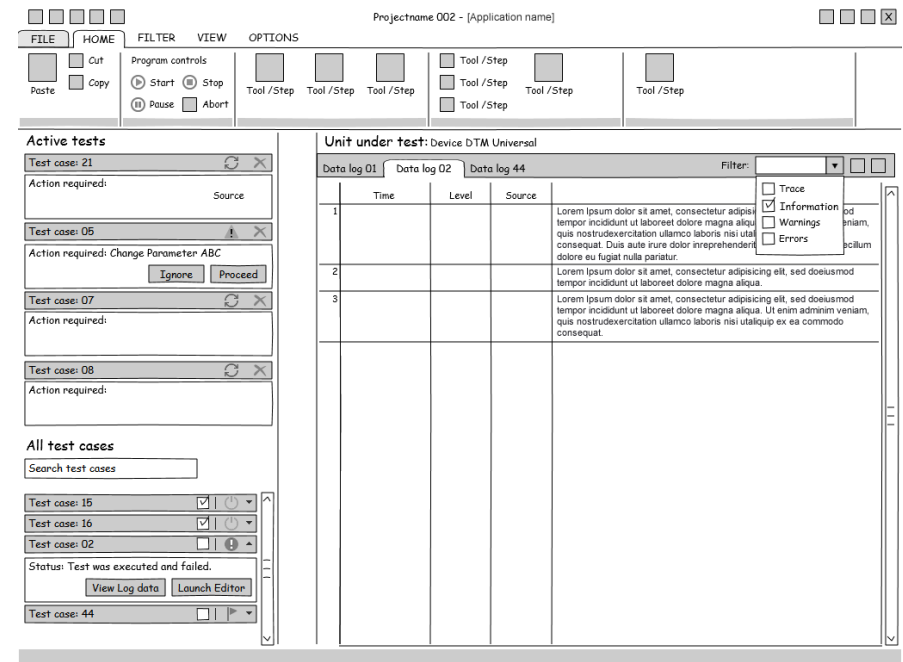 Projectname 002 - [Application name]
X
FILE HOME FILTER VIEW OPTIONS
Paste
Cut
Copy
Program controls
Start Stop
Pause Abort
Tool /Step
Tool /Step
Tool /Step
Tool /Step
Tool /Step
Tool /Step
Tool /Step
Tool /Step
Active tests
Test case: 21
Action required:
Source
Test case: 05
Action required: Change Parameter ABC
Ignore Proceed
Test case: 07
Action required:
Test case: 08
Action required:
All test cases
Search test cases
Test case: 15
Test case: 16
Test case: 02
Status: Test was executed and failed.
View Log data Launch Editor
Test case: 44
Unit under test: Device DTM Universal
Data log 01 Data log 02 Data log 44 Filter:
Trace
Information
Warnings
Errors
Time Level Source
1
Lorem Ipsum dolor sit amet, consectetur adipisi od
tempor incididunt ut laboreet dolore magna aliqu eniam,
quis nostrudexercitation ullamco laboris nisi utal
consequat. Duis aute irure dolor inreprehenderit ecillum
dolore eu fugiat nulla pariatur.
2
Lorem Ipsum dolor sit amet, consectetur adipisicing elit, sed doeiusmod
tempor incididunt ut laboreet dolore magna aliqua.
3
Lorem Ipsum dolor sit amet, consectetur adipisicing elit, sed doeiusmod
tempor incididunt ut laboreet dolore magna aliqua. Ut enim adminim veniam,
quis nostrudexercitation ullamco laboris nisi utaliquip ex ea commodo
consequat.